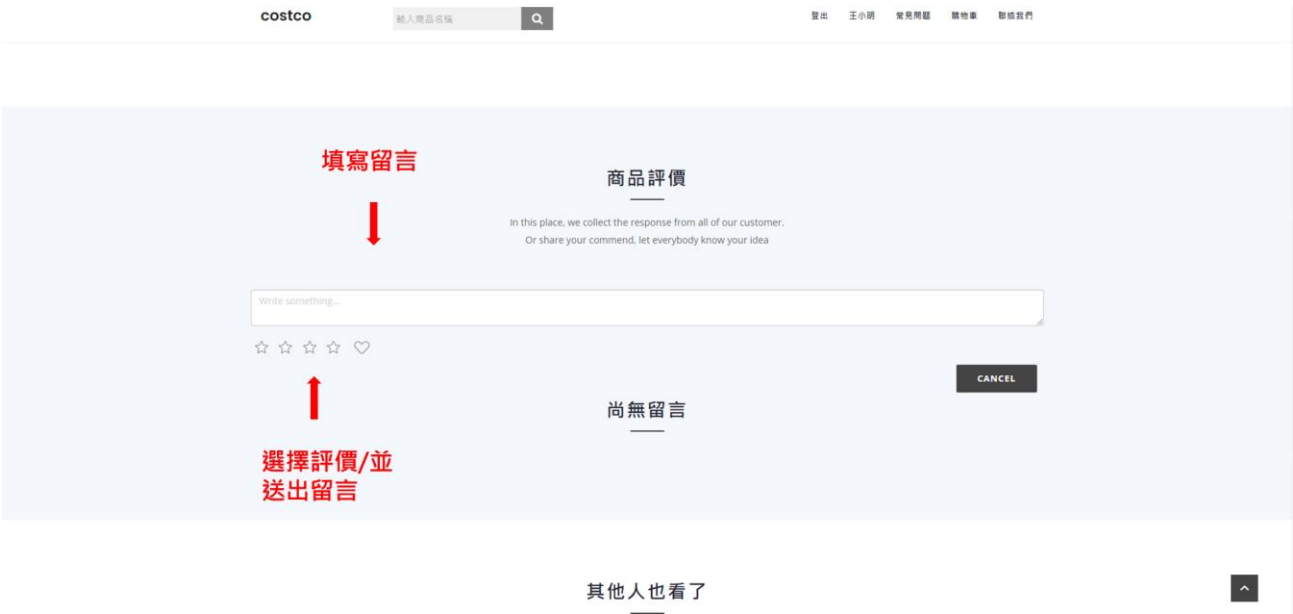 costco
輸入商品名稱
登出 王小明 常見問題 購物車 聯絡我們
填寫留言
商品評價
In this place, we collect the response from all of our customer.
Or share your commend, let everybody know your idea
Write something...
CANCEL
尚無留言
選擇評價/並
送出留言
其他人也看了